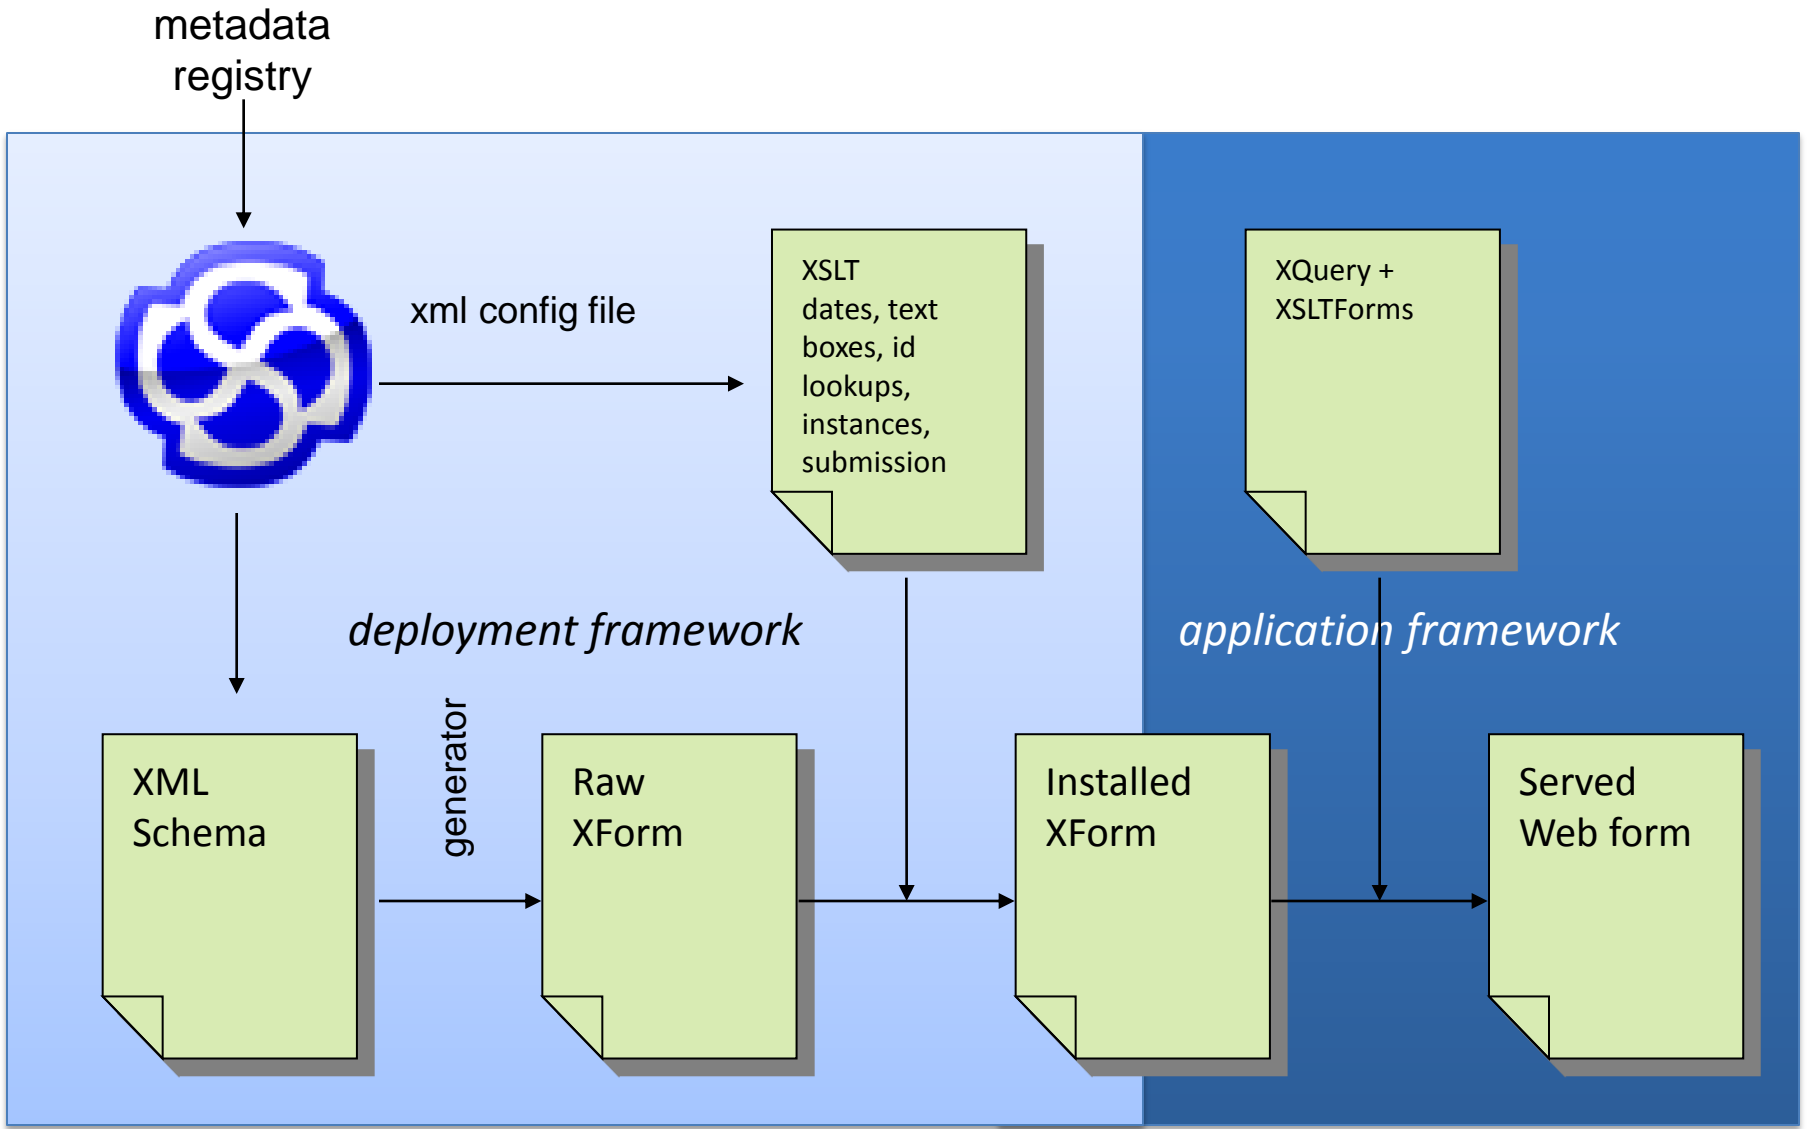 metadata
registry
xml config file
XSLT
dates, text
boxes, id
lookups,
instances,
submission
XQuery +
XSLTForms
deployment framework
application framework
XML
Schema
generator
Raw
XForm
Installed
XForm
Served
Web form